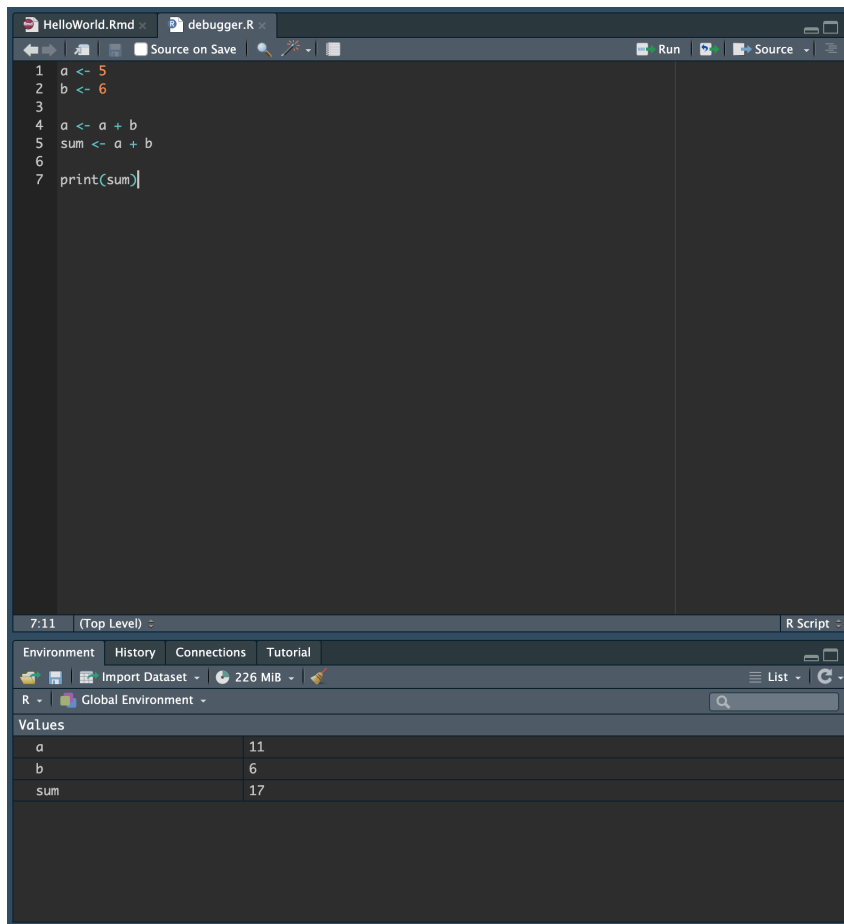 HelloWorld.Rmd × debugger.R ×
Source on Save Run Source
1 a <- 5
2 b <- 6
3
4 a <- a + b
5 sum <- a + b
6
7 print(sum)
7:11 (Top Level) R Script
Environment History Connections Tutorial
Import Dataset 226 MiB List
R Global Environment
Values
a 11
b 6
sum 17